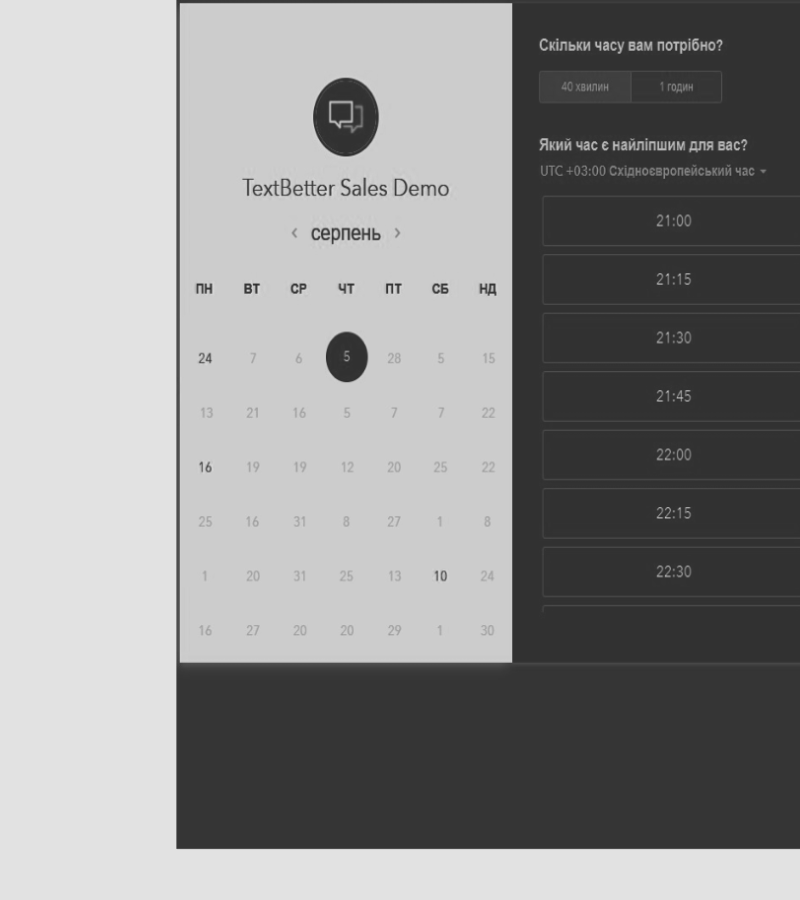 TextBetter Sales Demo
серпень
ПН ВТ СР ЧТ ПТ СБ НД
24 7 6 5 28 5 15
13 21 16 5 7 7 22
16 19 19 12 20 25 22
25 16 31 8 27 1 8
1 20 31 25 13 10 24
16 27 20 20 29 1 30
Скільки часу вам потрібно?
40 хвилин 1 годин
Який час є найліпшим для вас?
UTC +03:00 Східноєвропейський час
21:00
21:15
21:30
21:45
22:00
22:15
22:30